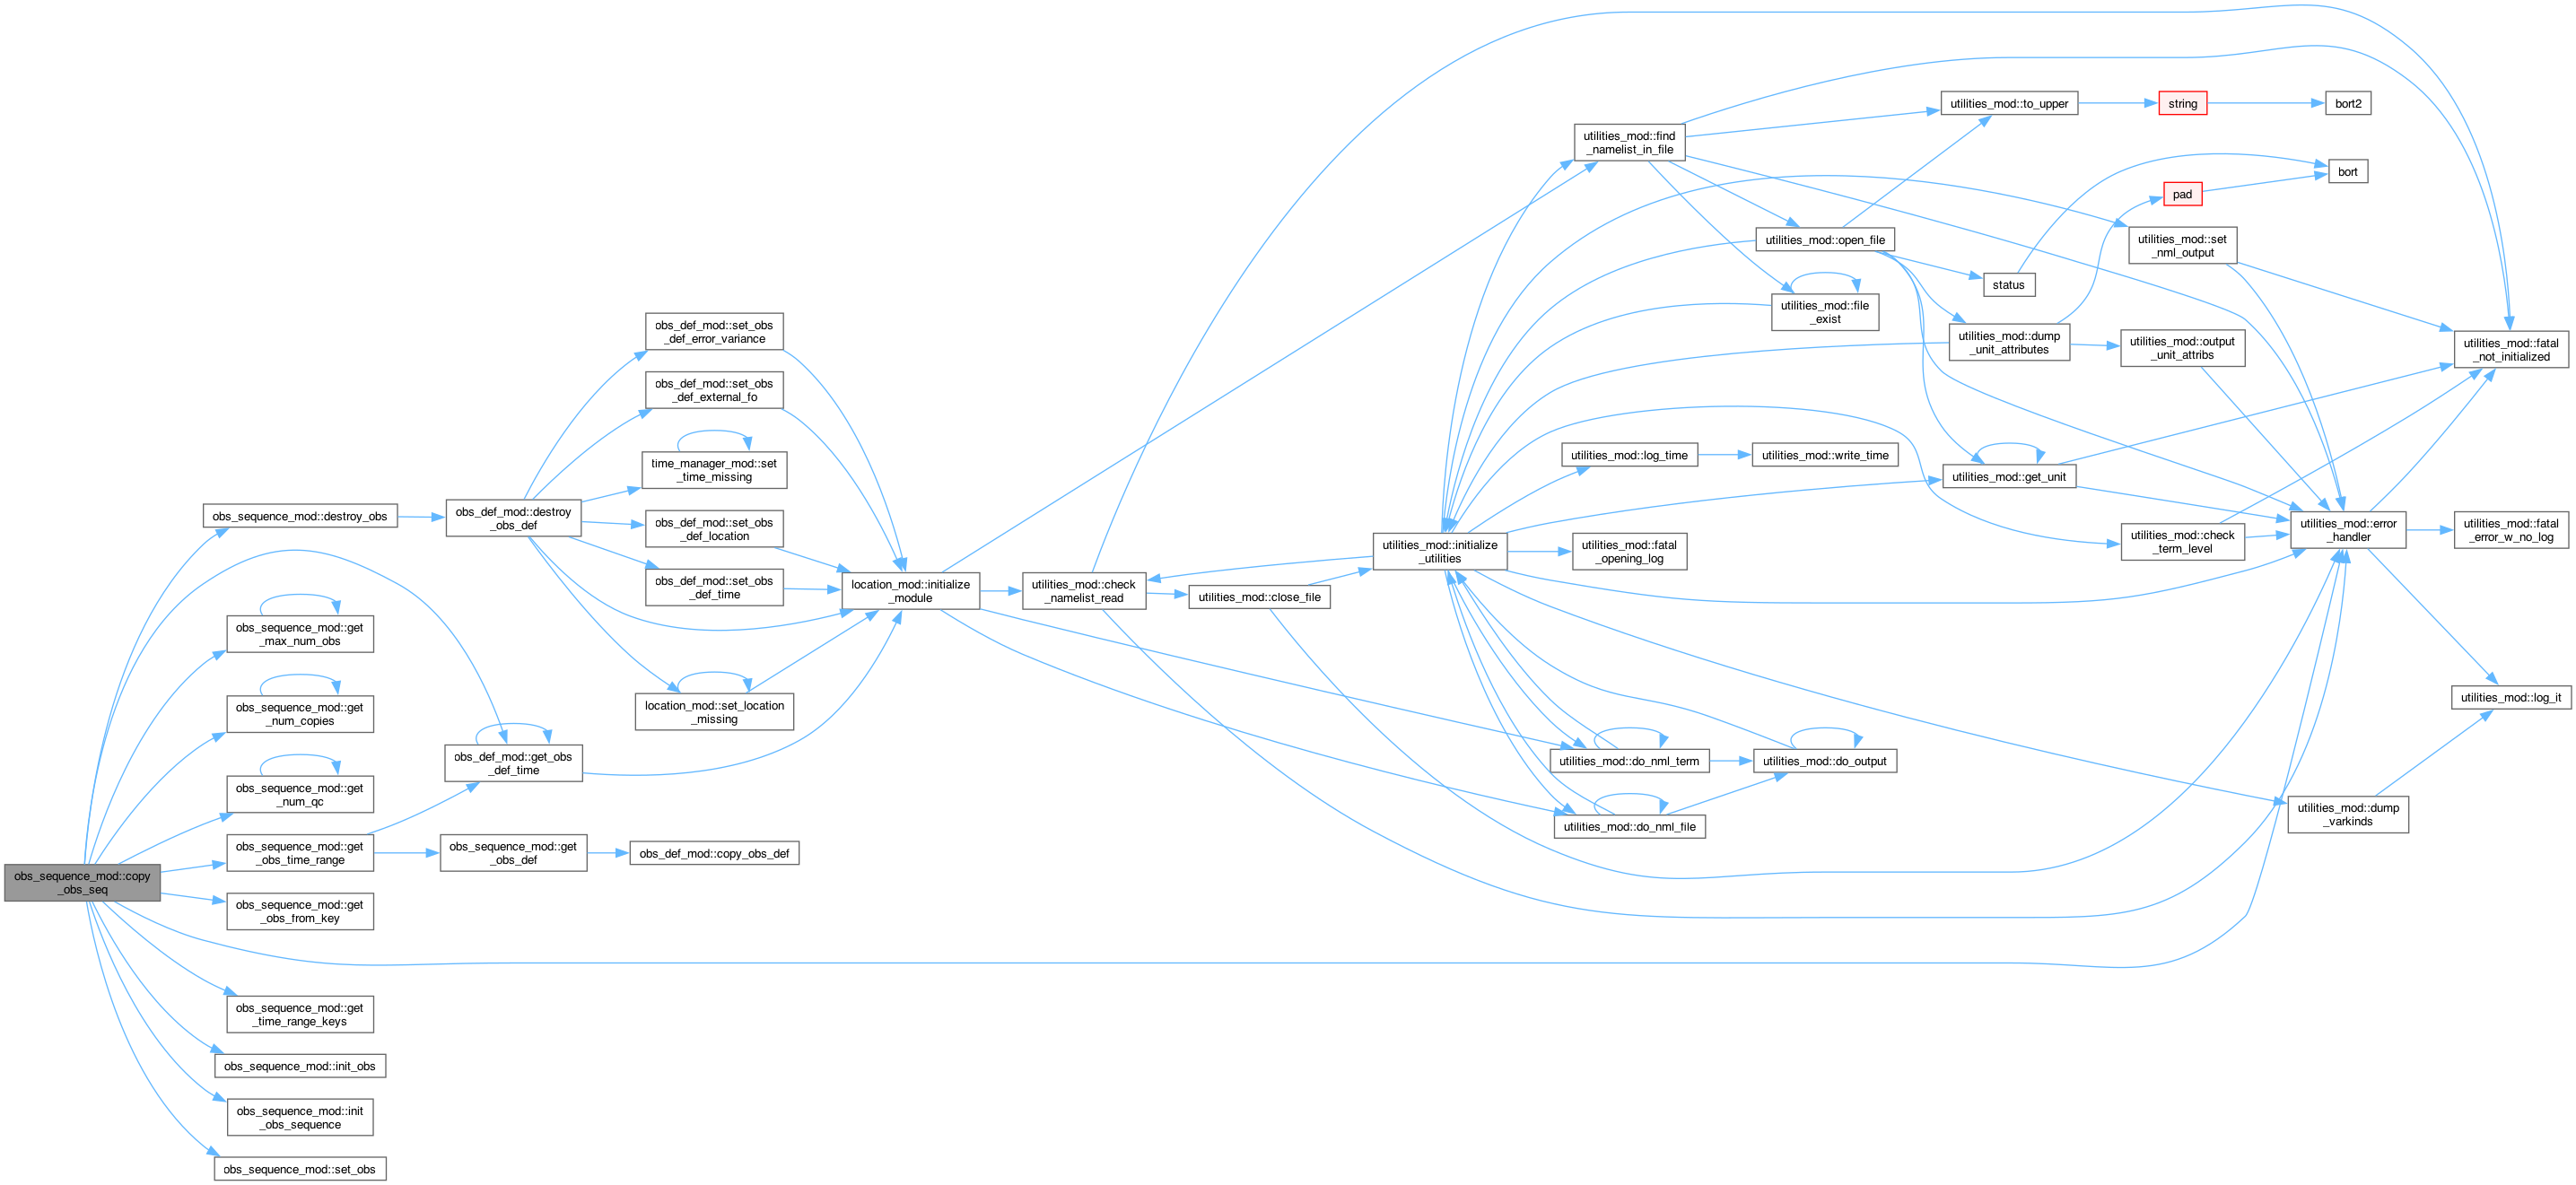 obs_sequence_mod::copy
_obs_seq
obs_sequence_mod::destroy_obs
obs_sequence_mod::get
_max_num_obs
obs_sequence_mod::get
_num_copies
obs_sequence_mod::get
_num_qc
obs_sequence_mod::get
_obs_time_range
obs_sequence_mod::get
_obs_from_key
obs_sequence_mod::get
_time_range_keys
obs_sequence_mod::init_obs
obs_sequence_mod::init
_obs_sequence
obs_sequence_mod::set_obs
obs_def_mod::destroy
_obs_def
obs_def_mod::get_obs
_def_time
obs_sequence_mod::get
_obs_def
obs_def_mod::set_obs
_def_error_variance
obs_def_mod::set_obs
_def_external_fo
time_manager_mod::set
_time_missing
obs_def_mod::set_obs
_def_location
obs_def_mod::set_obs
_def_time
location_mod::set_location
_missing
obs_def_mod::copy_obs_def
location_mod::initialize
_module
utilities_mod::check
_namelist_read
utilities_mod::close_file
utilities_mod::initialize
_utilities
utilities_mod::find
_namelist_in_file
utilities_mod::log_time
utilities_mod::fatal
_opening_log
utilities_mod::do_nml_term
utilities_mod::do_nml_file
utilities_mod::open_file
utilities_mod::file
_exist
utilities_mod::write_time
utilities_mod::do_output
utilities_mod::to_upper
status
utilities_mod::dump
_unit_attributes
utilities_mod::get_unit
string
pad
utilities_mod::set
_nml_output
utilities_mod::output
_unit_attribs
utilities_mod::check
_term_level
bort2
bort
utilities_mod::error
_handler
utilities_mod::dump
_varkinds
utilities_mod::fatal
_not_initialized
utilities_mod::fatal
_error_w_no_log
utilities_mod::log_it